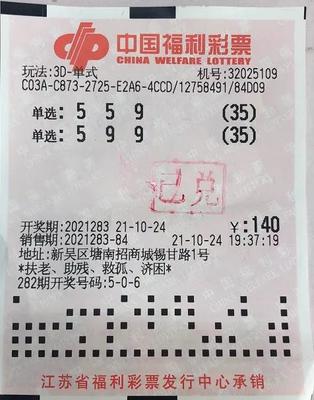 中国福利彩票
CHINA WELFARE LOTTERY
玩法:3D-单式 机号:32025109
C03A-C873-2725-E2A6-4CCD/12758491/84D09
单选: 5 5 9 (35)
单选: 5 9 9 (35)
已兑
开奖期:2021283 21-10-24 ¥:140
销售期:2021283-84 21-10-24 19:37:19
地址:新吴区塘南招商城锡甘路1号
*扶老、助残、救孤、济困*
282期开奖号码:5-0-6
江苏省福利彩票发行中心承销